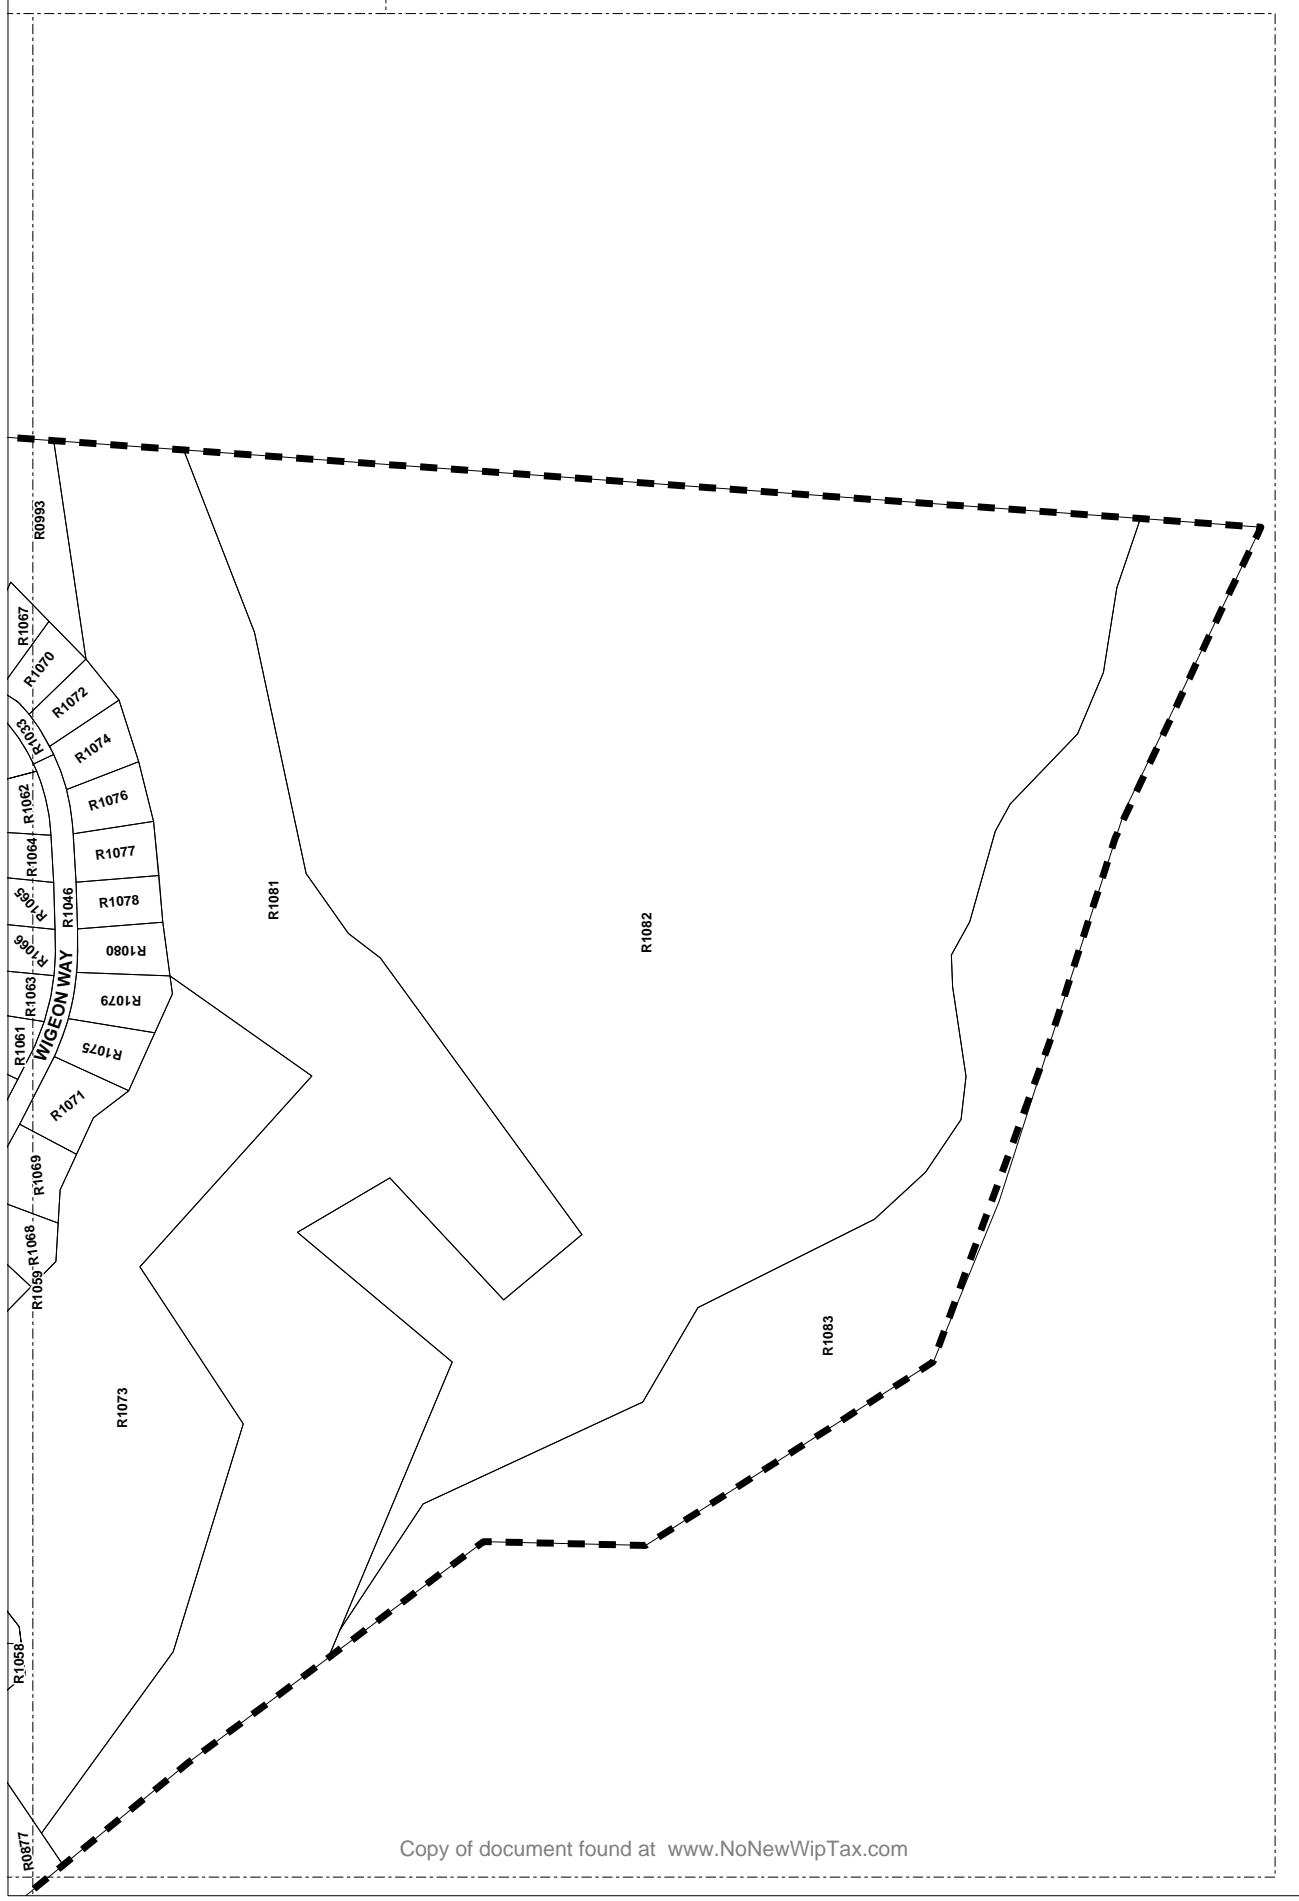 R0993
R1067
R1070
R1072
R1033
R1074
R1062
R1076
R1064
R1077
R1065
R1046
R1078
R1081
R1082
R1066
R1080
R1063
R1079
WIGEON WAY
R1061
R1075
R1071
R1069
R1068
R1059
R1083
R1073
R1058
R0877
Copy of document found at www.NoNewWipTax.com